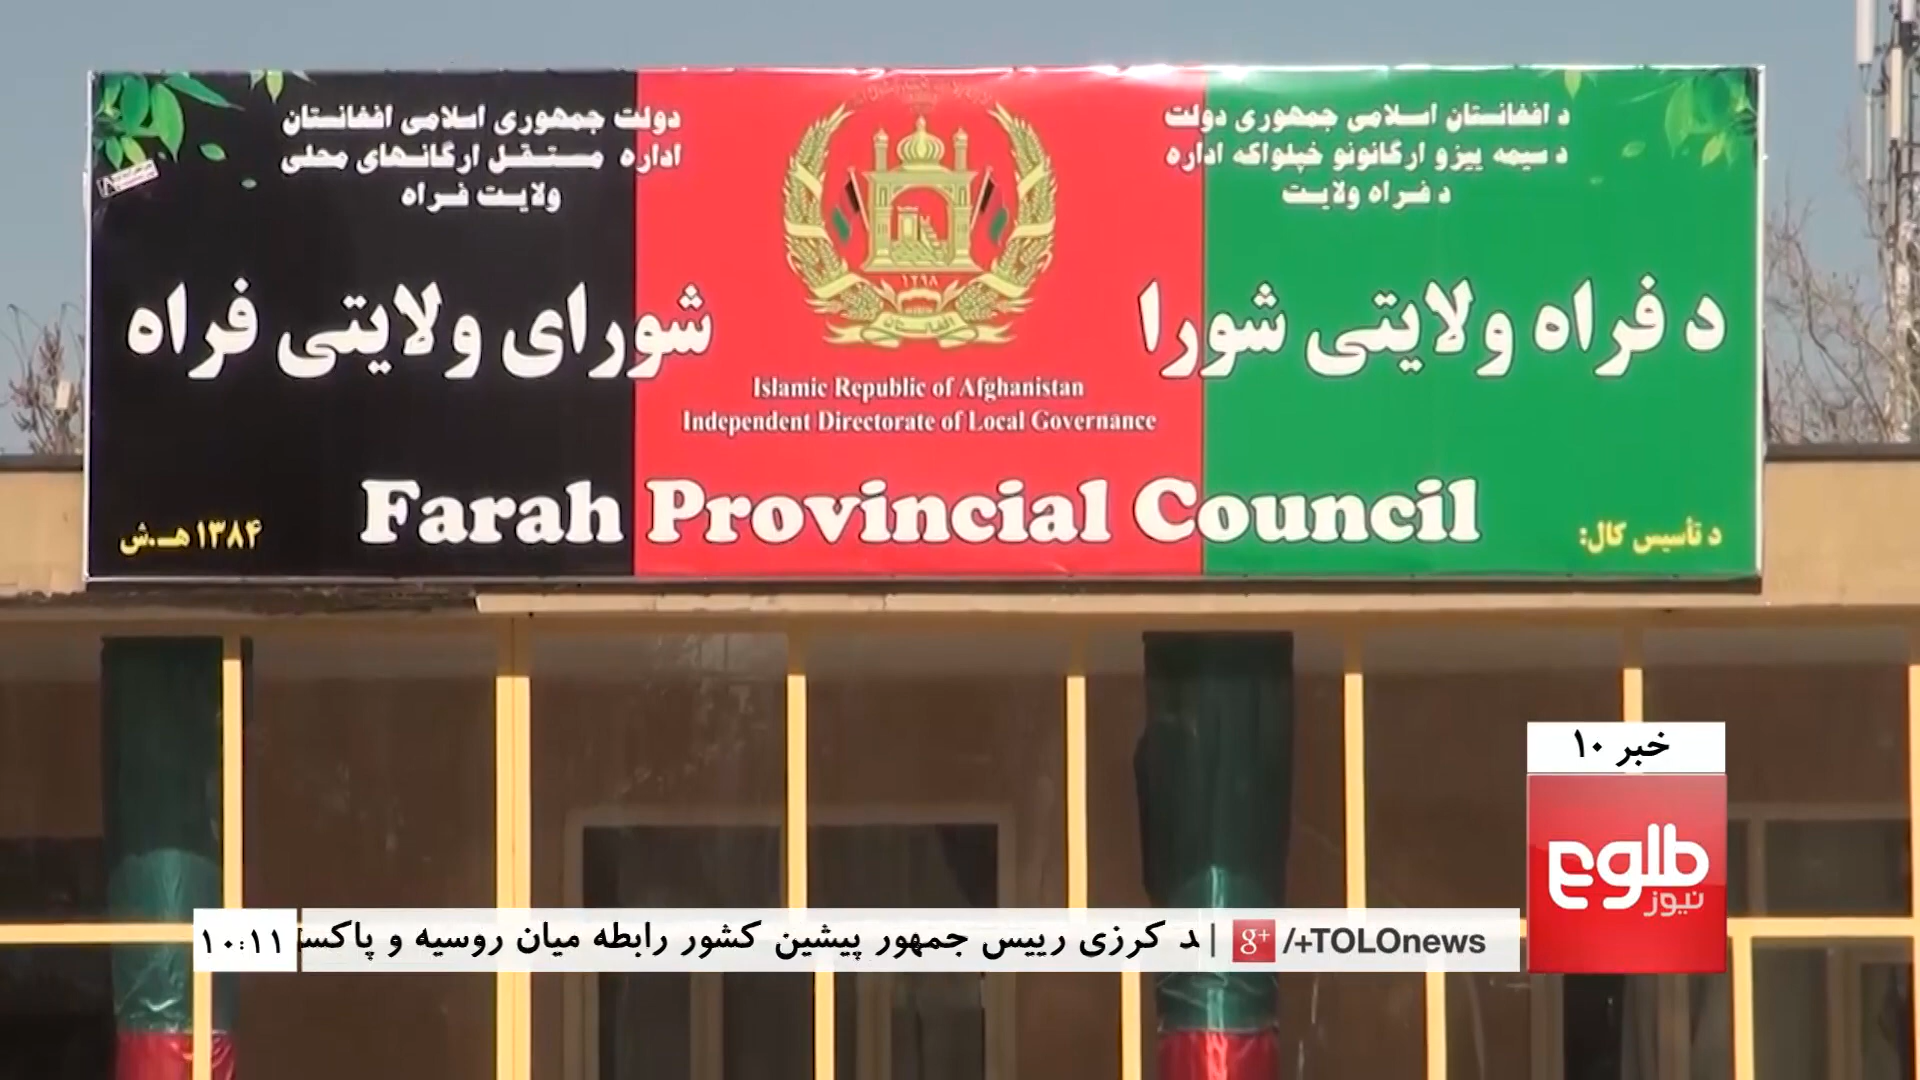 دولت جمهوری اسلامی افغانستان
اداره مستقل ارگانهای محلی
ولایت فراه
د افغانستان اسلامی جمهوری دولت
د سیمه ییزو ارگانونو خپلواکه اداره
د فراه ولایت
شورای ولایتی فراه
د فراه ولایتی شورا
۱۲۹۸
افغانستان
Islamic Republic of Afghanistan
Independent Directorate of Local Governance
Farah Provincial Council
د تأسیس کال:
۱۳۸۴ هـ.ش
خبر ۱۰
طلوع
نیوز
/+TOLOnews
g+
د کرزی رییس جمهور پیشین کشور رابطه میان روسیه و پاکست
۱۰:۱۱